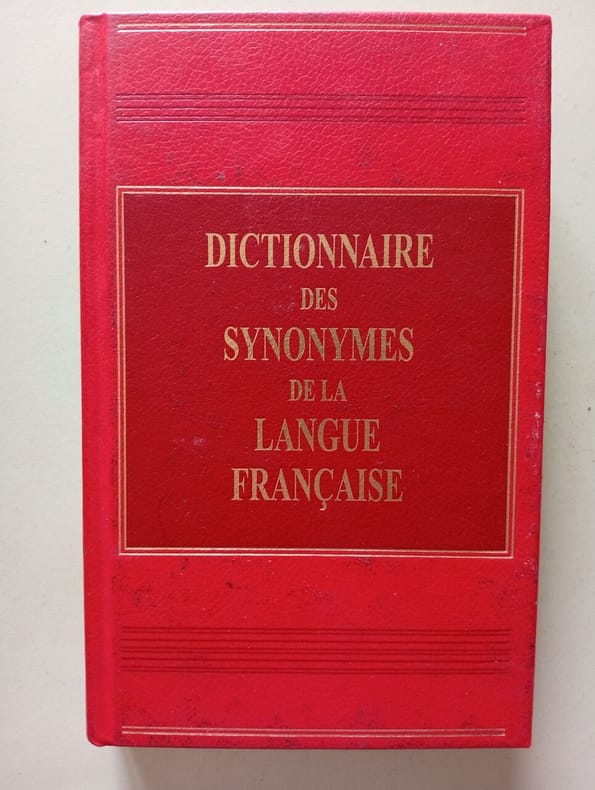 DICTIONNAIRE
DES
SYNONYMES
DE LA
LANGUE
FRANÇAISE